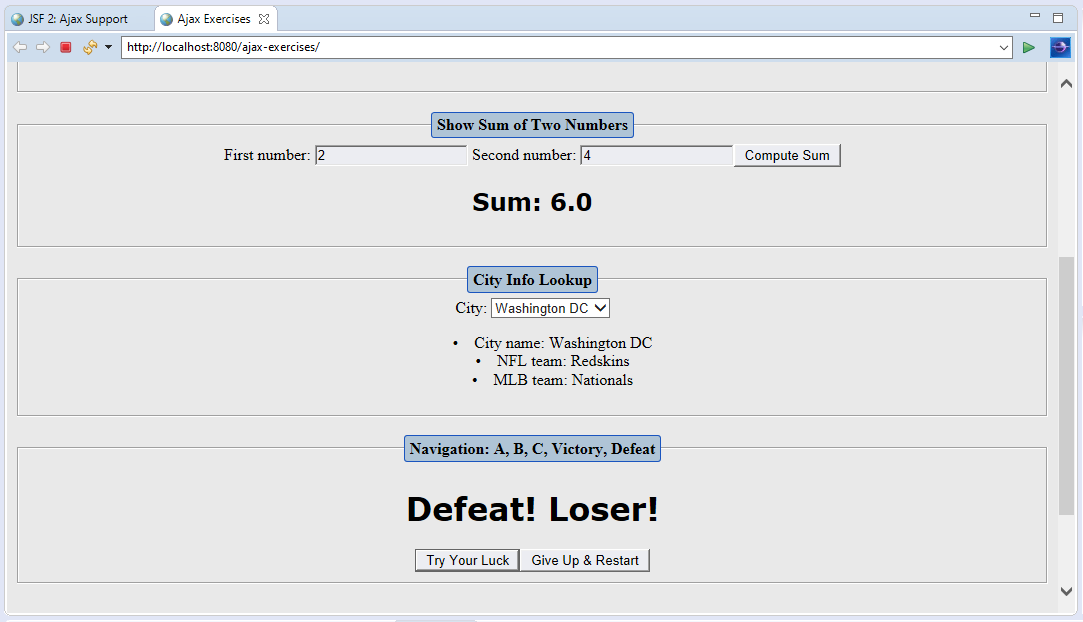 JSF 2: Ajax Support Ajax Exercises
http://localhost:8080/ajax-exercises/
Show Sum of Two Numbers
First number: 2 Second number: 4 Compute Sum
Sum: 6.0
City Info Lookup
City: Washington DC
• City name: Washington DC
• NFL team: Redskins
• MLB team: Nationals
Navigation: A, B, C, Victory, Defeat
Defeat! Loser!
Try Your Luck Give Up & Restart